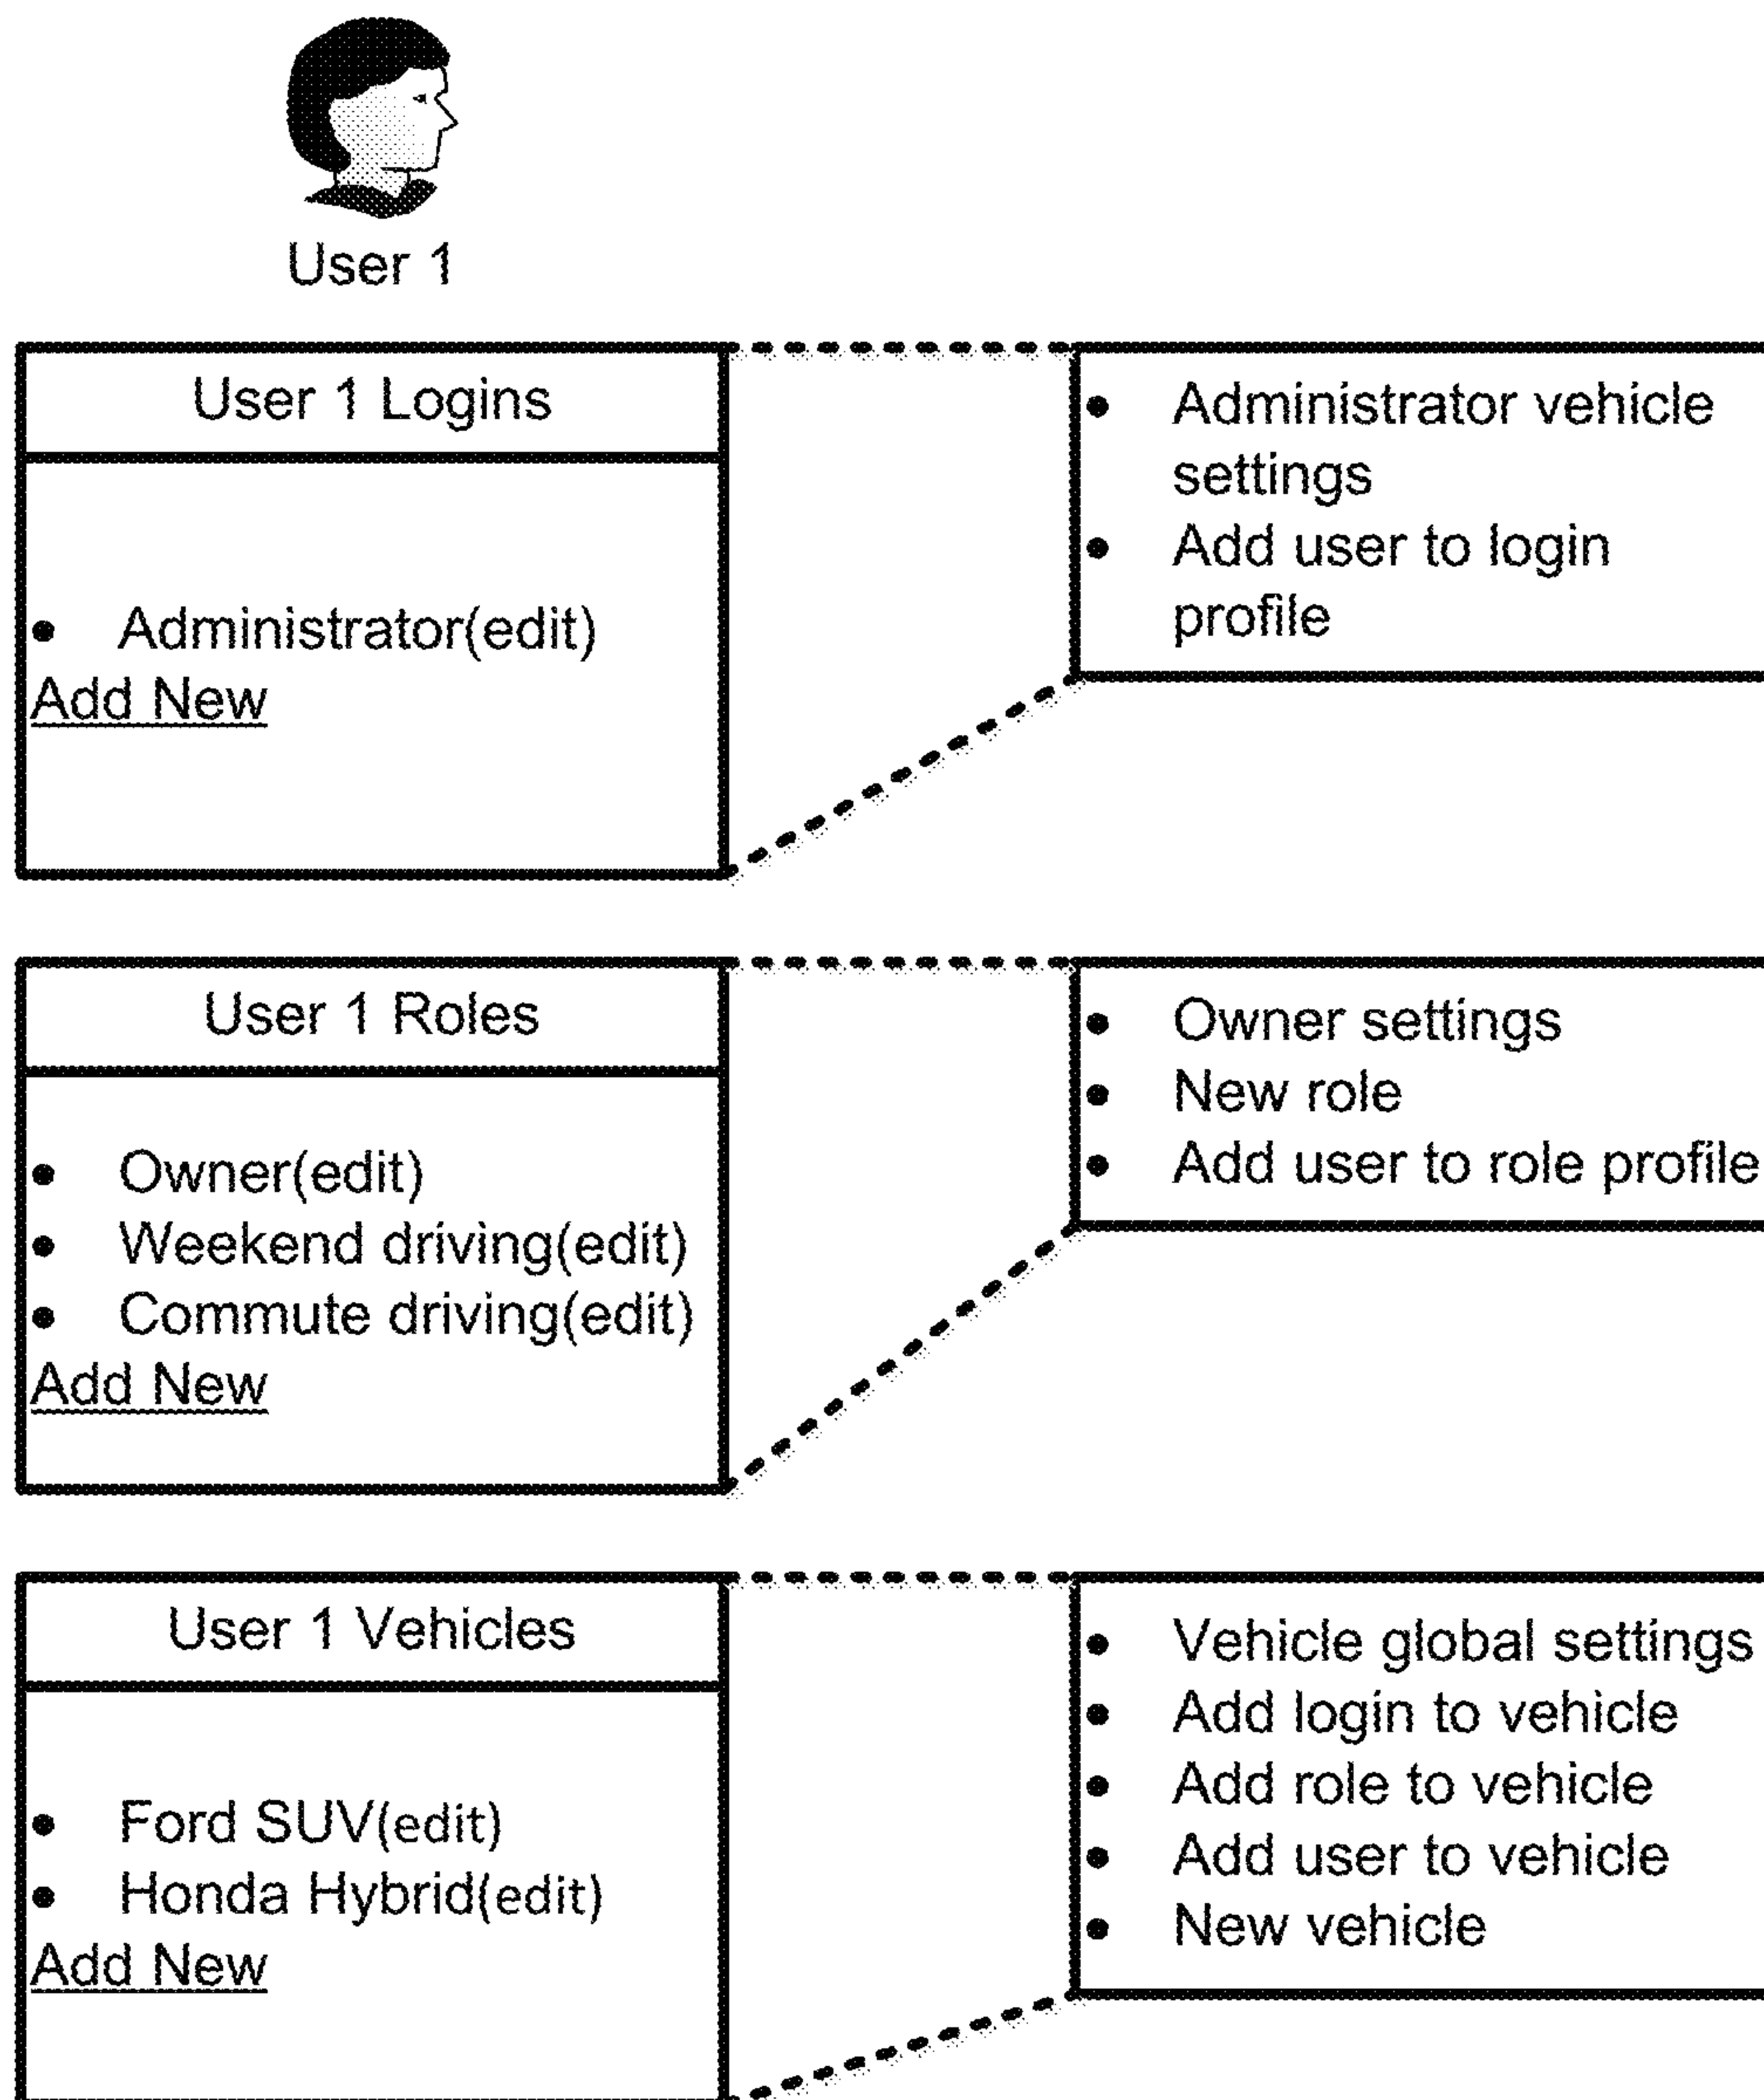 User 1
User 1 Logins
• Administrator(edit)
Add New
• Administrator vehicle
settings
• Add user to login
profile
User 1 Roles
• Owner(edit)
• Weekend driving(edit)
• Commute driving(edit)
Add New
• Owner settings
• New role
• Add user to role profile
User 1 Vehicles
• Ford SUV(edit)
• Honda Hybrid(edit)
Add New
• Vehicle global settings
• Add login to vehicle
• Add role to vehicle
• Add user to vehicle
• New vehicle